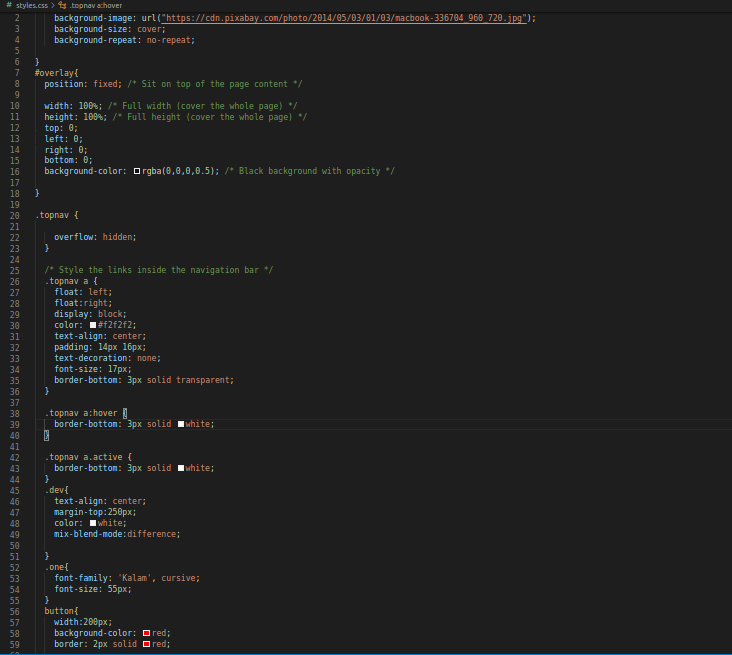 # styles.css > .topnav a:hover
2 background-image: url("https://cdn.pixabay.com/photo/2014/05/03/01/03/macbook-336704_960_720.jpg");
3 background-size: cover;
4 background-repeat: no-repeat;
5
6 }
7 #overlay{
8 position: fixed; /* Sit on top of the page content */
9
10 width: 100%; /* Full width (cover the whole page) */
11 height: 100%; /* Full height (cover the whole page) */
12 top: 0;
13 left: 0;
14 right: 0;
15 bottom: 0;
16 background-color: rgba(0,0,0,0.5); /* Black background with opacity */
17
18 }
19
20 .topnav {
21
22 overflow: hidden;
23 }
24
25 /* Style the links inside the navigation bar */
26 .topnav a {
27 float: left;
28 float:right;
29 display: block;
30 color: #f2f2f2;
31 text-align: center;
32 padding: 14px 16px;
33 text-decoration: none;
34 font-size: 17px;
35 border-bottom: 3px solid transparent;
36 }
37
38 .topnav a:hover {
39 border-bottom: 3px solid white;
40 }
41
42 .topnav a.active {
43 border-bottom: 3px solid white;
44 }
45 .dev{
46 text-align: center;
47 margin-top:250px;
48 color: white;
49 mix-blend-mode:difference;
50
51 }
52 .one{
53 font-family: 'Kalam', cursive;
54 font-size: 55px;
55 }
56 button{
57 width:200px;
58 background-color: red;
59 border: 2px solid red;